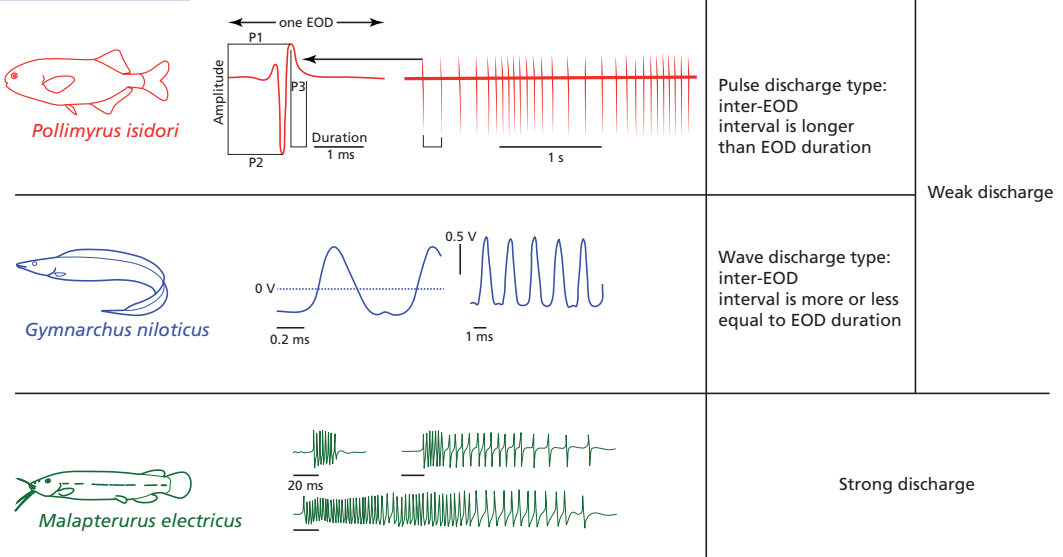 one EOD
P1
Amplitude
P3
Duration
1 ms
P2
1 s
Pollimyrus isidori
Pulse discharge type:
inter-EOD
interval is longer
than EOD duration
Weak discharge
0.5 V
0 V
0.2 ms
1 ms
Gymnarchus niloticus
Wave discharge type:
inter-EOD
interval is more or less
equal to EOD duration
20 ms
Malapterurus electricus
Strong discharge